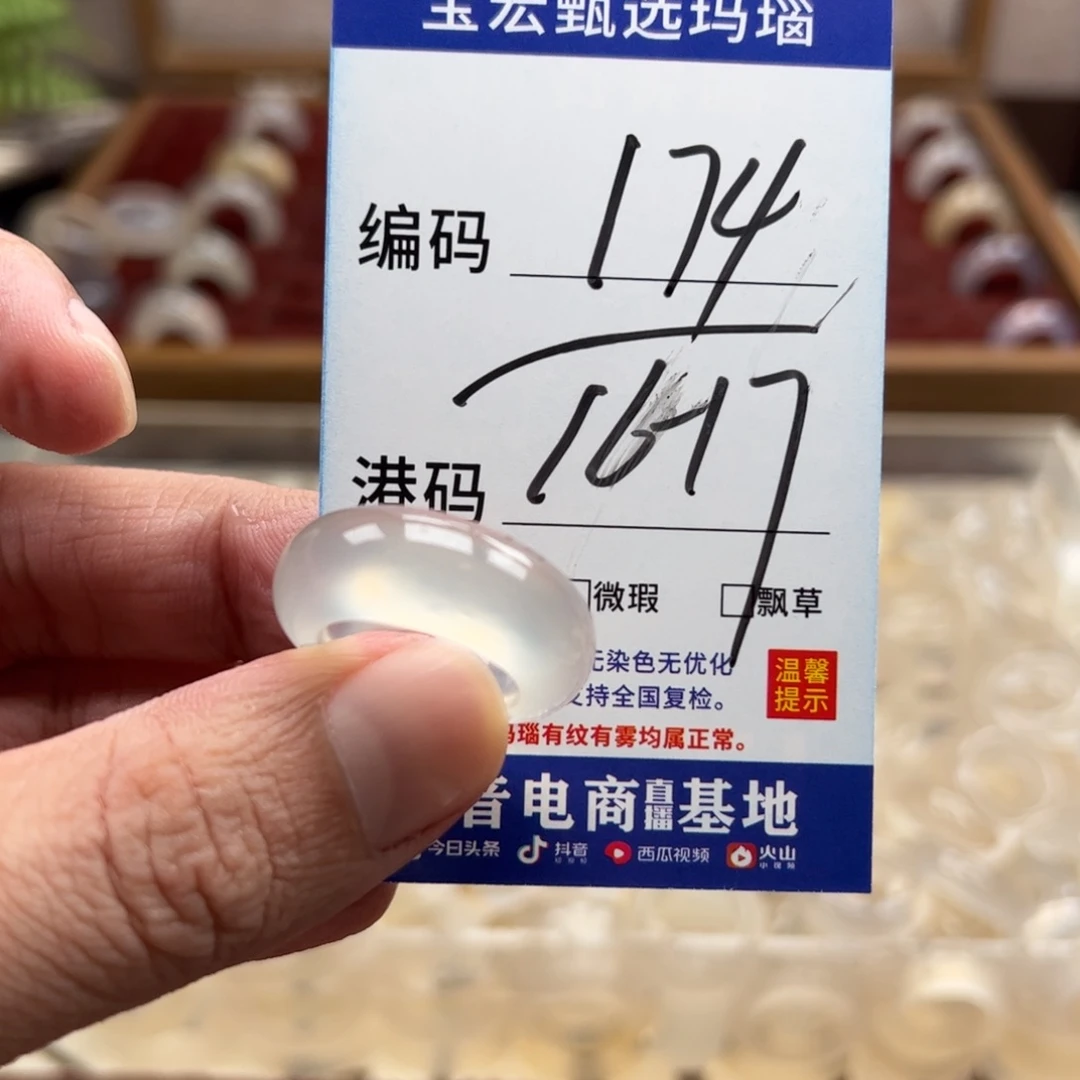 宝宏甄选玛瑙
编码 174
港码 16-17
微瑕 飘草
无染色无优化
支持全国复检。
温馨
提示
玛瑙有纹有雾均属正常。
音电商直播基地
今日头条 抖音 西瓜视频 火山